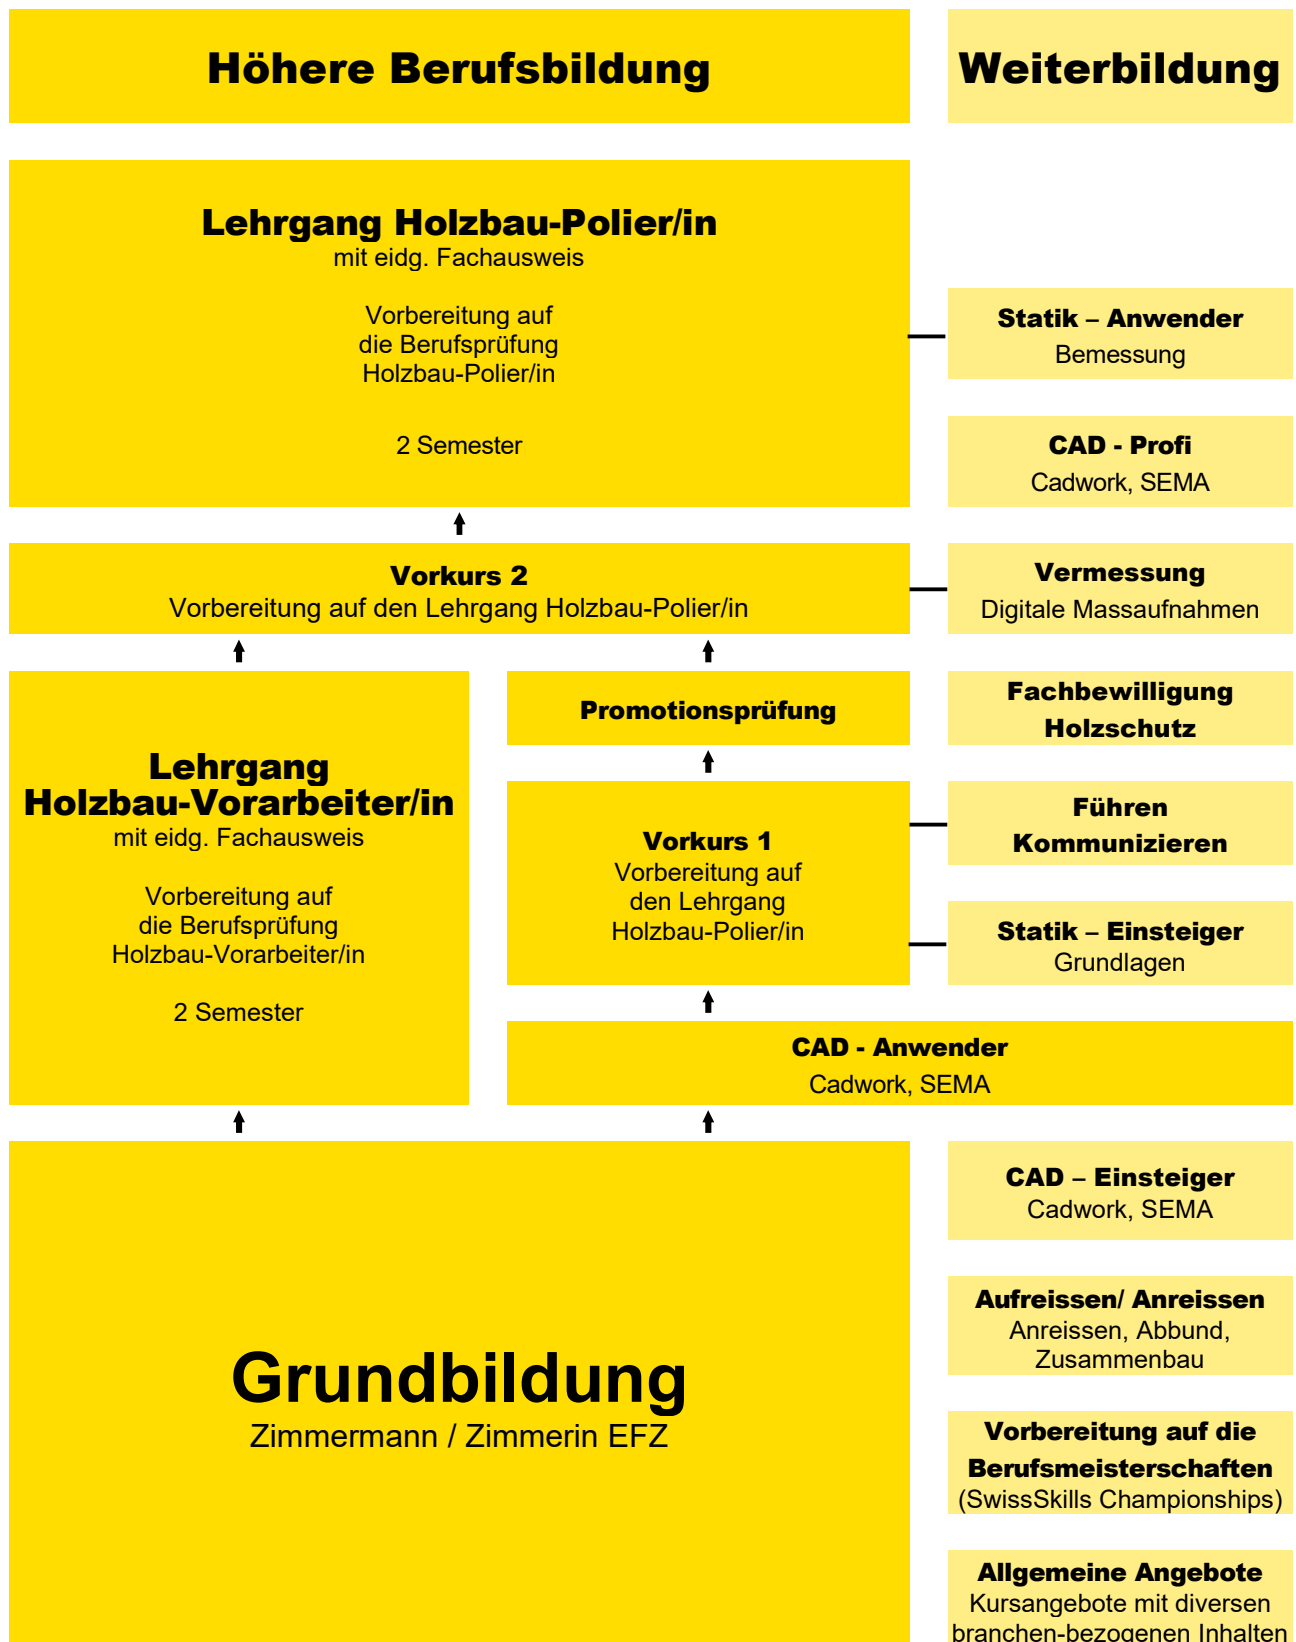 Höhere Berufsbildung
Weiterbildung
Lehrgang Holzbau-Polier/in
mit eidg. Fachausweis
Vorbereitung auf
die Berufsprüfung
Holzbau-Polier/in
2 Semester
Statik – Anwender
Bemessung
CAD - Profi
Cadwork, SEMA
Vorkurs 2
Vorbereitung auf den Lehrgang Holzbau-Polier/in
Vermessung
Digitale Massaufnahmen
Lehrgang
Holzbau-Vorarbeiter/in
mit eidg. Fachausweis
Vorbereitung auf
die Berufsprüfung
Holzbau-Vorarbeiter/in
2 Semester
Promotionsprüfung
Fachbewilligung
Holzschutz
Vorkurs 1
Vorbereitung auf
den Lehrgang
Holzbau-Polier/in
Führen
Kommunizieren
Statik – Einsteiger
Grundlagen
CAD - Anwender
Cadwork, SEMA
Grundbildung
Zimmermann / Zimmerin EFZ
CAD – Einsteiger
Cadwork, SEMA
Aufreissen/ Anreissen
Anreissen, Abbund,
Zusammenbau
Vorbereitung auf die
Berufsmeisterschaften
(SwissSkills Championships)
Allgemeine Angebote
Kursangebote mit diversen
branchen-bezogenen Inhalten